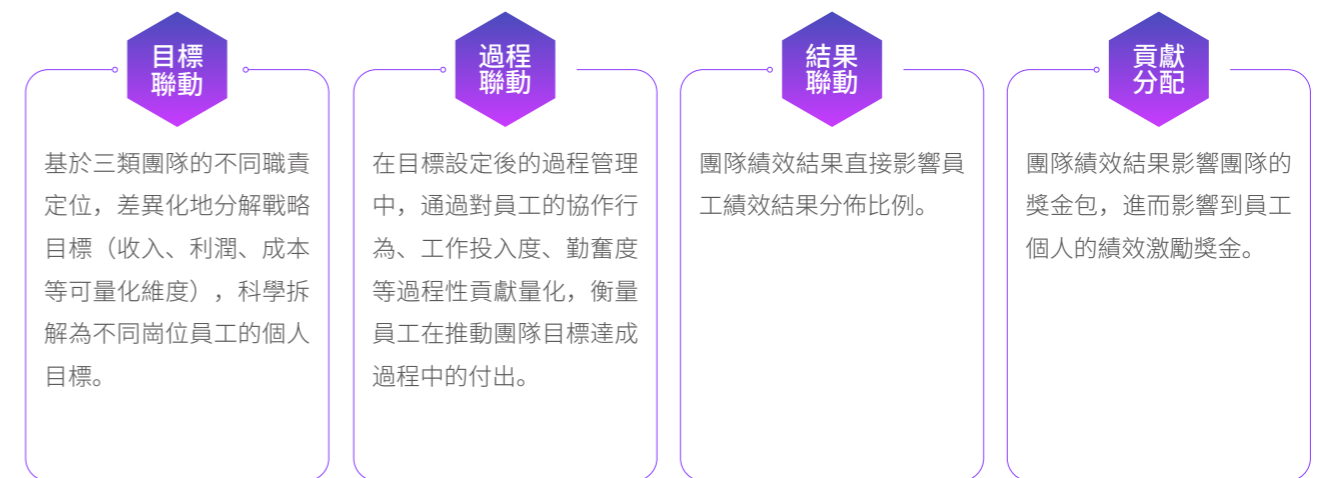 目標
聯動
基於三類團隊的不同職責
定位，差異化地分解戰略
目標（收入、利潤、成本
等可量化維度），科學拆
解為不同崗位員工的個人
目標。
過程
聯動
在目標設定後的過程管理
中，通過對員工的協作行
為、工作投入度、勤奮度
等過程性貢獻量化，衡量
員工在推動團隊目標達成
過程中的付出。
結果
聯動
團隊績效結果直接影響員
工績效結果分佈比例。
貢獻
分配
團隊績效結果影響團隊的
獎金包，進而影響到員工
個人的績效激勵獎金。